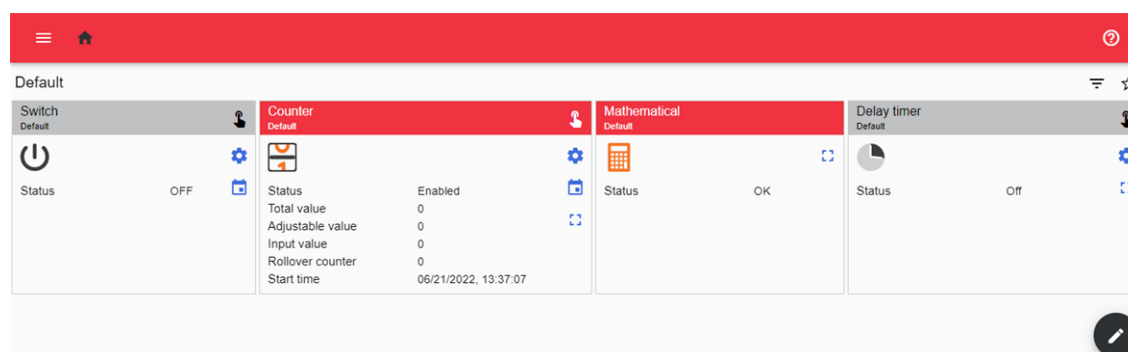 Default
Switch
Default
Status OFF
Counter
Default
Status Enabled
Total value 0
Adjustable value 0
Input value 0
Rollover counter 0
Start time 06/21/2022, 13:37:07
Mathematical
Default
Status OK
Delay timer
Default
Status Off